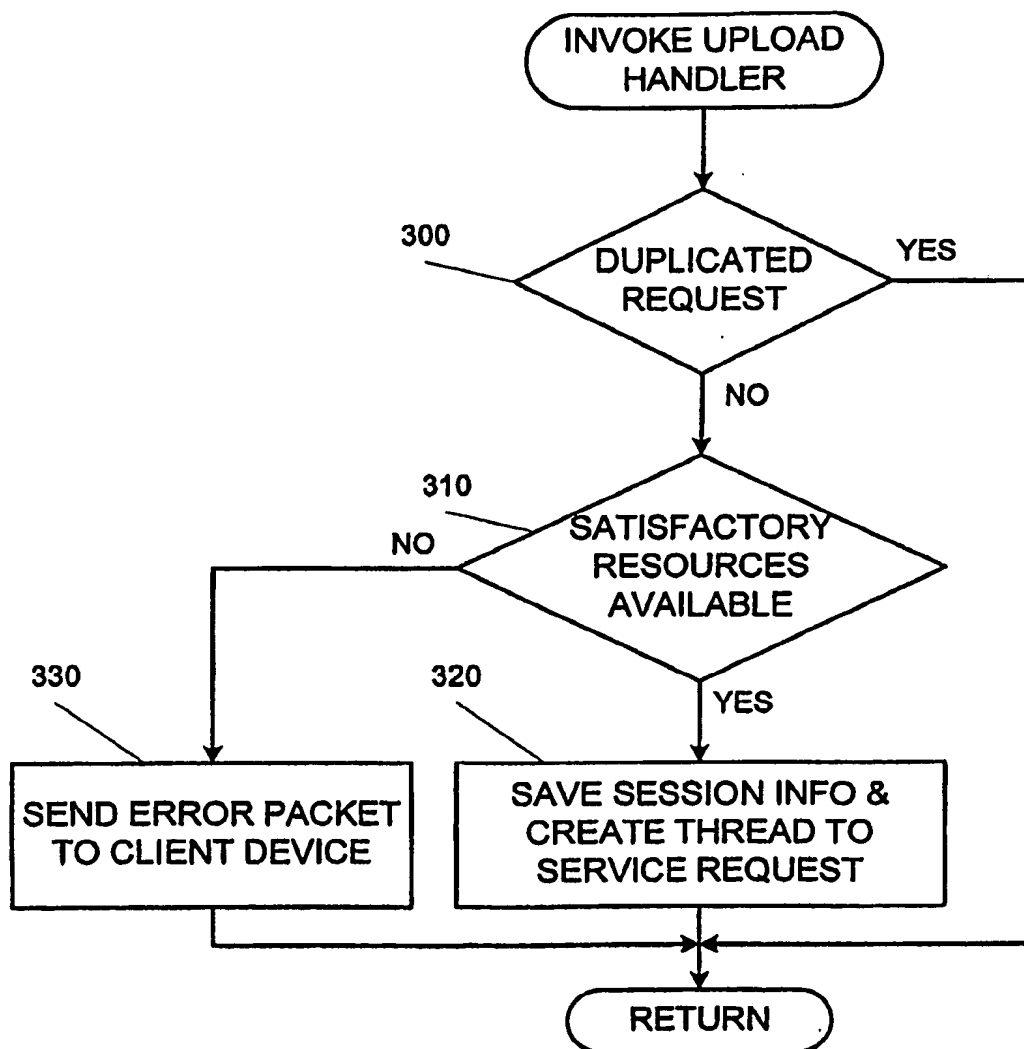 INVOKE UPLOAD
HANDLER
300
DUPLICATED
REQUEST
YES
NO
310
SATISFACTORY
RESOURCES
AVAILABLE
NO
YES
330
SEND ERROR PACKET
TO CLIENT DEVICE
320
SAVE SESSION INFO &
CREATE THREAD TO
SERVICE REQUEST
RETURN